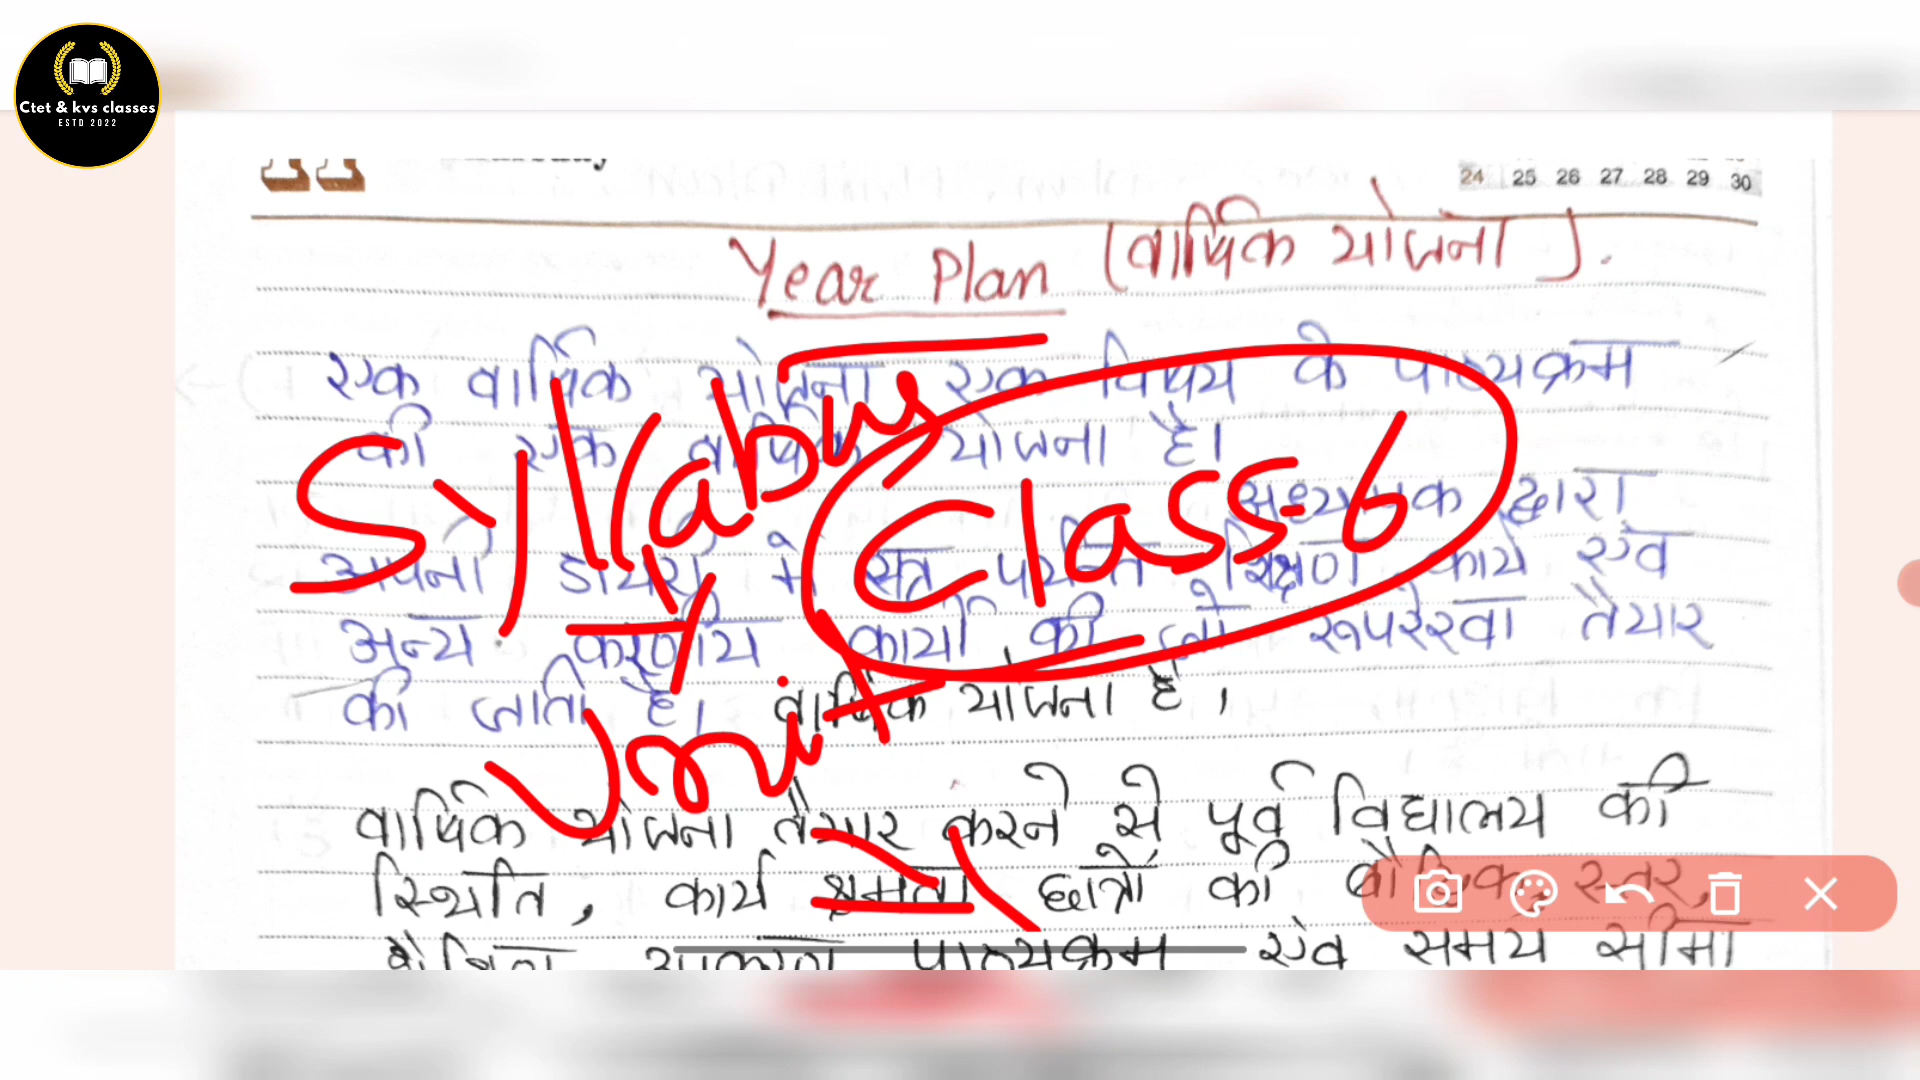 Ctet & kvs classes
ESTD 2022
24 25 26 27 28 29 30
Year Plan (वार्षिक योजना).
एक वार्षिक योजना एक विषय के पाठ्यक्रम
की एक वार्षिक योजना है।
Syllabus
Class-6
अध्यापक द्वारा
अपनी डायरी में सत्र पर्यन्त शिक्षण कार्य एंव
अन्य करणीय कार्यो की जो रूपरेखा तैयार
की जाती है। वार्षिक योजना है।
Unit
वार्षिक योजना तैयार करने से पूर्व विद्यालय की
स्थिति, कार्य क्षमता छात्रों की बौद्धिक स्तर,
पाठ्यक्रम एंव समय सीमा